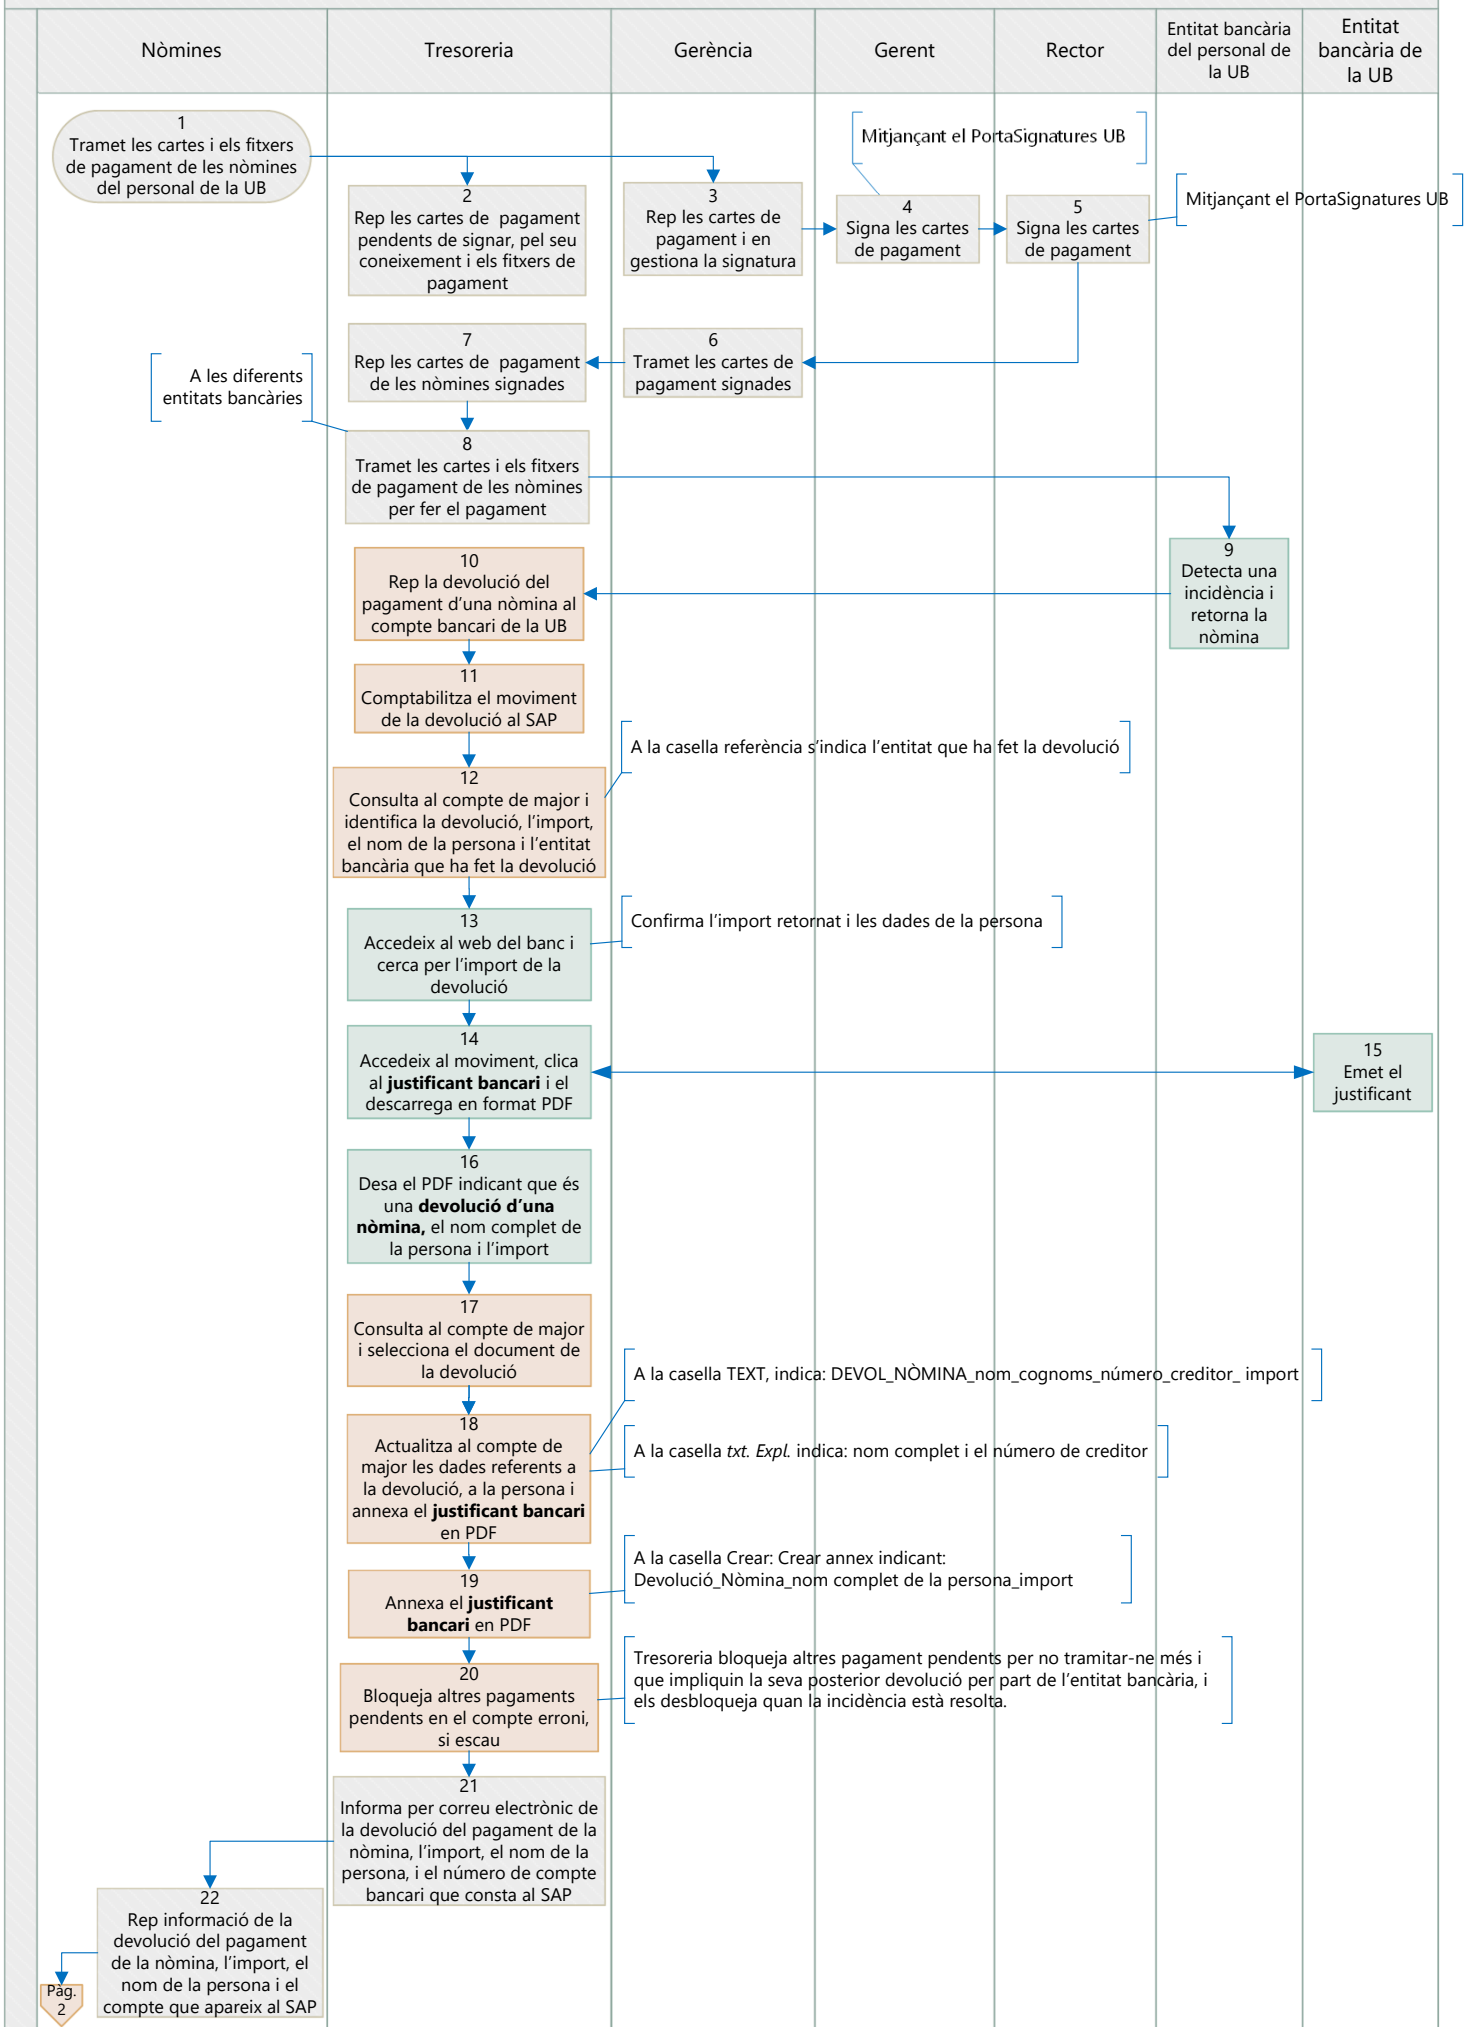 Nòmines
Tresoreria
Gerència
Gerent
Rector
Entitat bancària
del personal de
la UB
Entitat
bancària de
la UB
1
Tramet les cartes i els fitxers
de pagament de les nòmines
del personal de la UB
2
Rep les cartes de pagament
pendents de signar, pel seu
coneixement i els fitxers de
pagament
3
Rep les cartes de
pagament i en
gestiona la signatura
Mitjançant el PortaSignatures UB
4
Signa les cartes
de pagament
5
Signa les cartes
de pagament
Mitjançant el PortaSignatures UB
6
Tramet les cartes de
pagament signades
7
Rep les cartes de pagament
de les nòmines signades
A les diferents
entitats bancàries
8
Tramet les cartes i els fitxers
de pagament de les nòmines
per fer el pagament
9
Detecta una
incidència i
retorna la
nòmina
10
Rep la devolució del
pagament d’una nòmina al
compte bancari de la UB
11
Comptabilitza el moviment
de la devolució al SAP
A la casella referència s’indica l’entitat que ha fet la devolució
12
Consulta al compte de major i
identifica la devolució, l’import,
el nom de la persona i l’entitat
bancària que ha fet la devolució
13
Accedeix al web del banc i
cerca per l’import de la
devolució
Confirma l’import retornat i les dades de la persona
14
Accedeix al moviment, clica
al justificant bancari i el
descarrega en format PDF
15
Emet el
justificant
16
Desa el PDF indicant que és
una devolució d’una
nòmina, el nom complet de
la persona i l’import
17
Consulta al compte de major
i selecciona el document de
la devolució
A la casella TEXT, indica: DEVOL_NÒMINA_nom_cognoms_número_creditor_ import
18
Actualitza al compte de
major les dades referents a
la devolució, a la persona i
annexa el justificant bancari
en PDF
A la casella txt. Expl. indica: nom complet i el número de creditor
19
Annexa el justificant
bancari en PDF
A la casella Crear: Crear annex indicant:
Devolució_Nòmina_nom complet de la persona_import
20
Bloqueja altres pagaments
pendents en el compte erroni,
si escau
Tresoreria bloqueja altres pagament pendents per no tramitar-ne més i
que impliquin la seva posterior devolució per part de l’entitat bancària, i
els desbloqueja quan la incidència està resolta.
21
Informa per correu electrònic de
la devolució del pagament de la
nòmina, l’import, el nom de la
persona, i el número de compte
bancari que consta al SAP
22
Rep informació de la
devolució del pagament
de la nòmina, l’import, el
nom de la persona i el
compte que apareix al SAP
Pàg.
2